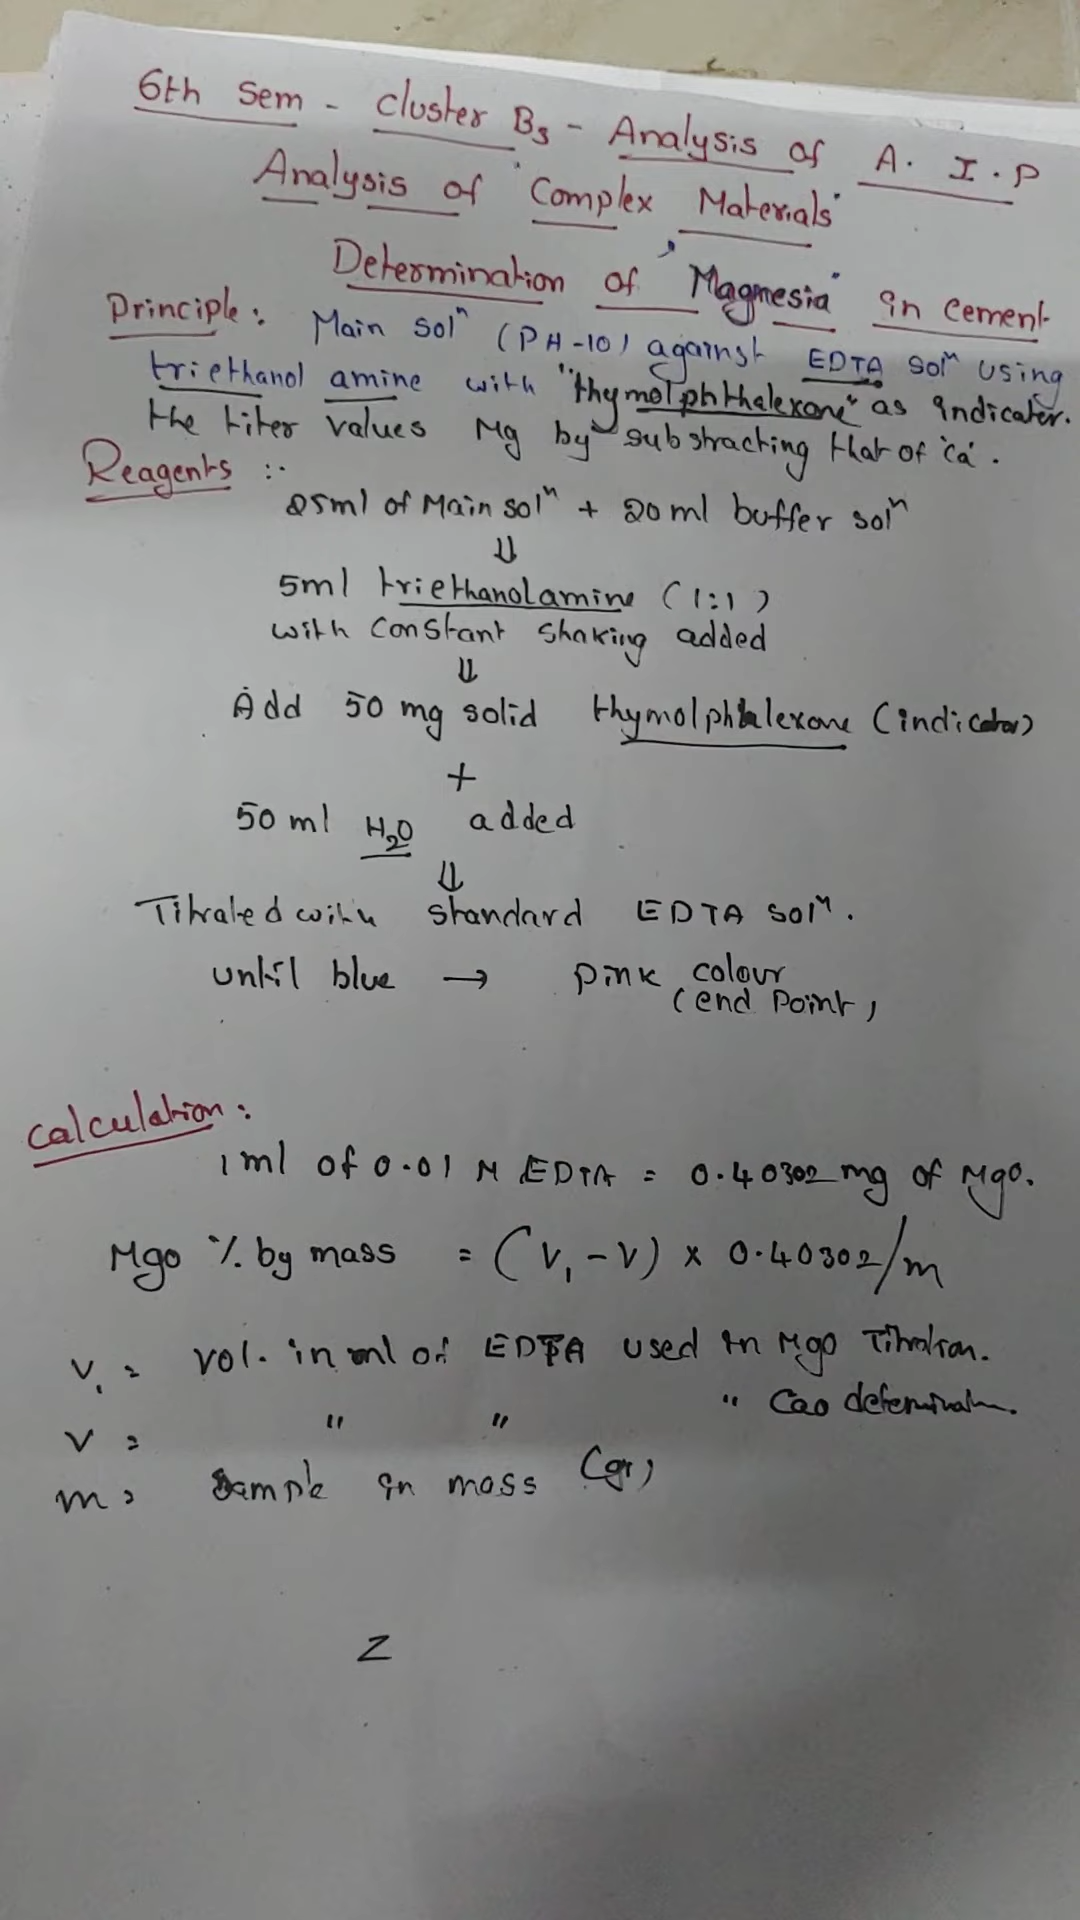 6th Sem - Cluster B3 - Analysis of A. I. P
Analysis of "Complex Materials"
Determination of "Magnesia" in Cement
Principle: Main solⁿ (PH-10) against EDTA solⁿ using
triethanol amine with "thymolphthalexone" as indicater.
the titer values Mg by substracting that of 'Ca'.
Reagents :-
25ml of Main solⁿ + 20 ml buffer solⁿ
⇓
5ml triethanolamine (1:1)
with constant shaking added
⇓
Add 50 mg solid thymolphthalexone (indicator)
+
50 ml H₂O added
⇓
Titrated with standard EDTA solⁿ.
until blue → Pink colour
(end Point)
Calculation:
1 ml of 0.01 M EDTA = 0.40302 mg of Mgo.
Mgo % by mass = (V₁ - V) × 0.40302/m
V₁ = vol. in ml of EDTA used in Mgo Titration.
V = " " " Cao determination.
m = Sample in mass (gr)
Z